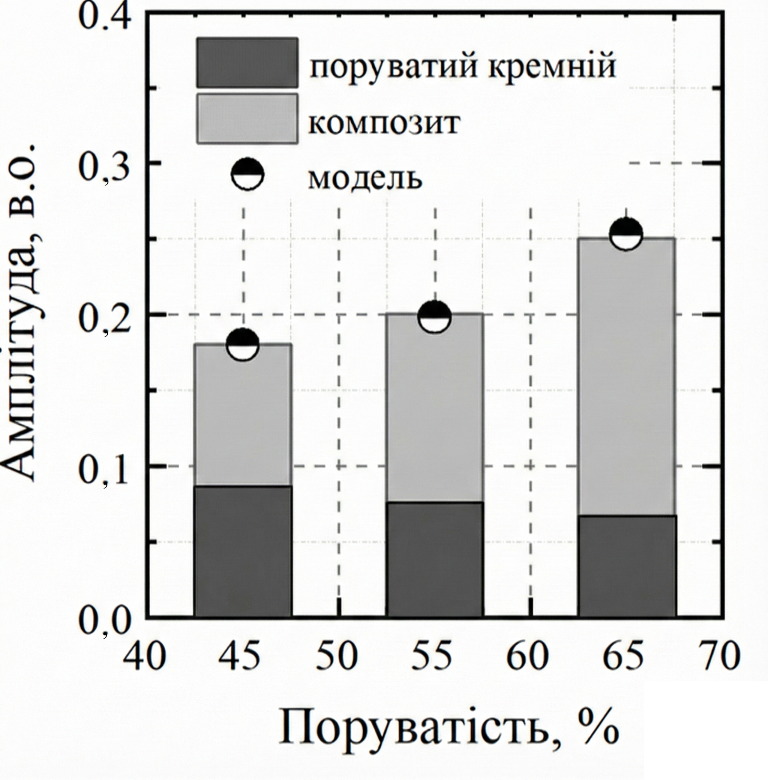 0.4
поруватий кремній
композит
0,3
модель
0,2
0,1
0,0
40 45 50 55 60 65 70
Поруватість, %
Амплітуда, в.о.